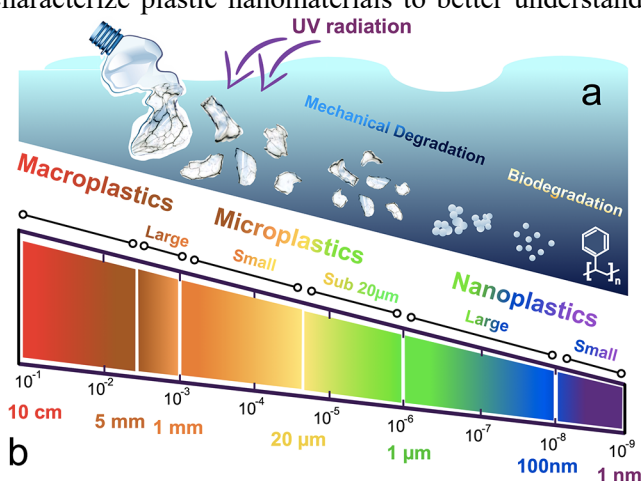 characterize plastic nanomaterials to better understand
UV radiation
a
Mechanical Degradation
Biodegradation
Macroplastics
Microplastics
Nanoplastics
Large
Small
Sub 20µm
Large
Small
n
10-1
10-2
10-3
10-4
10-5
10-6
10-7
10-8
10-9
10 cm
5 mm
1 mm
20 µm
1 µm
100nm
1 nm
b